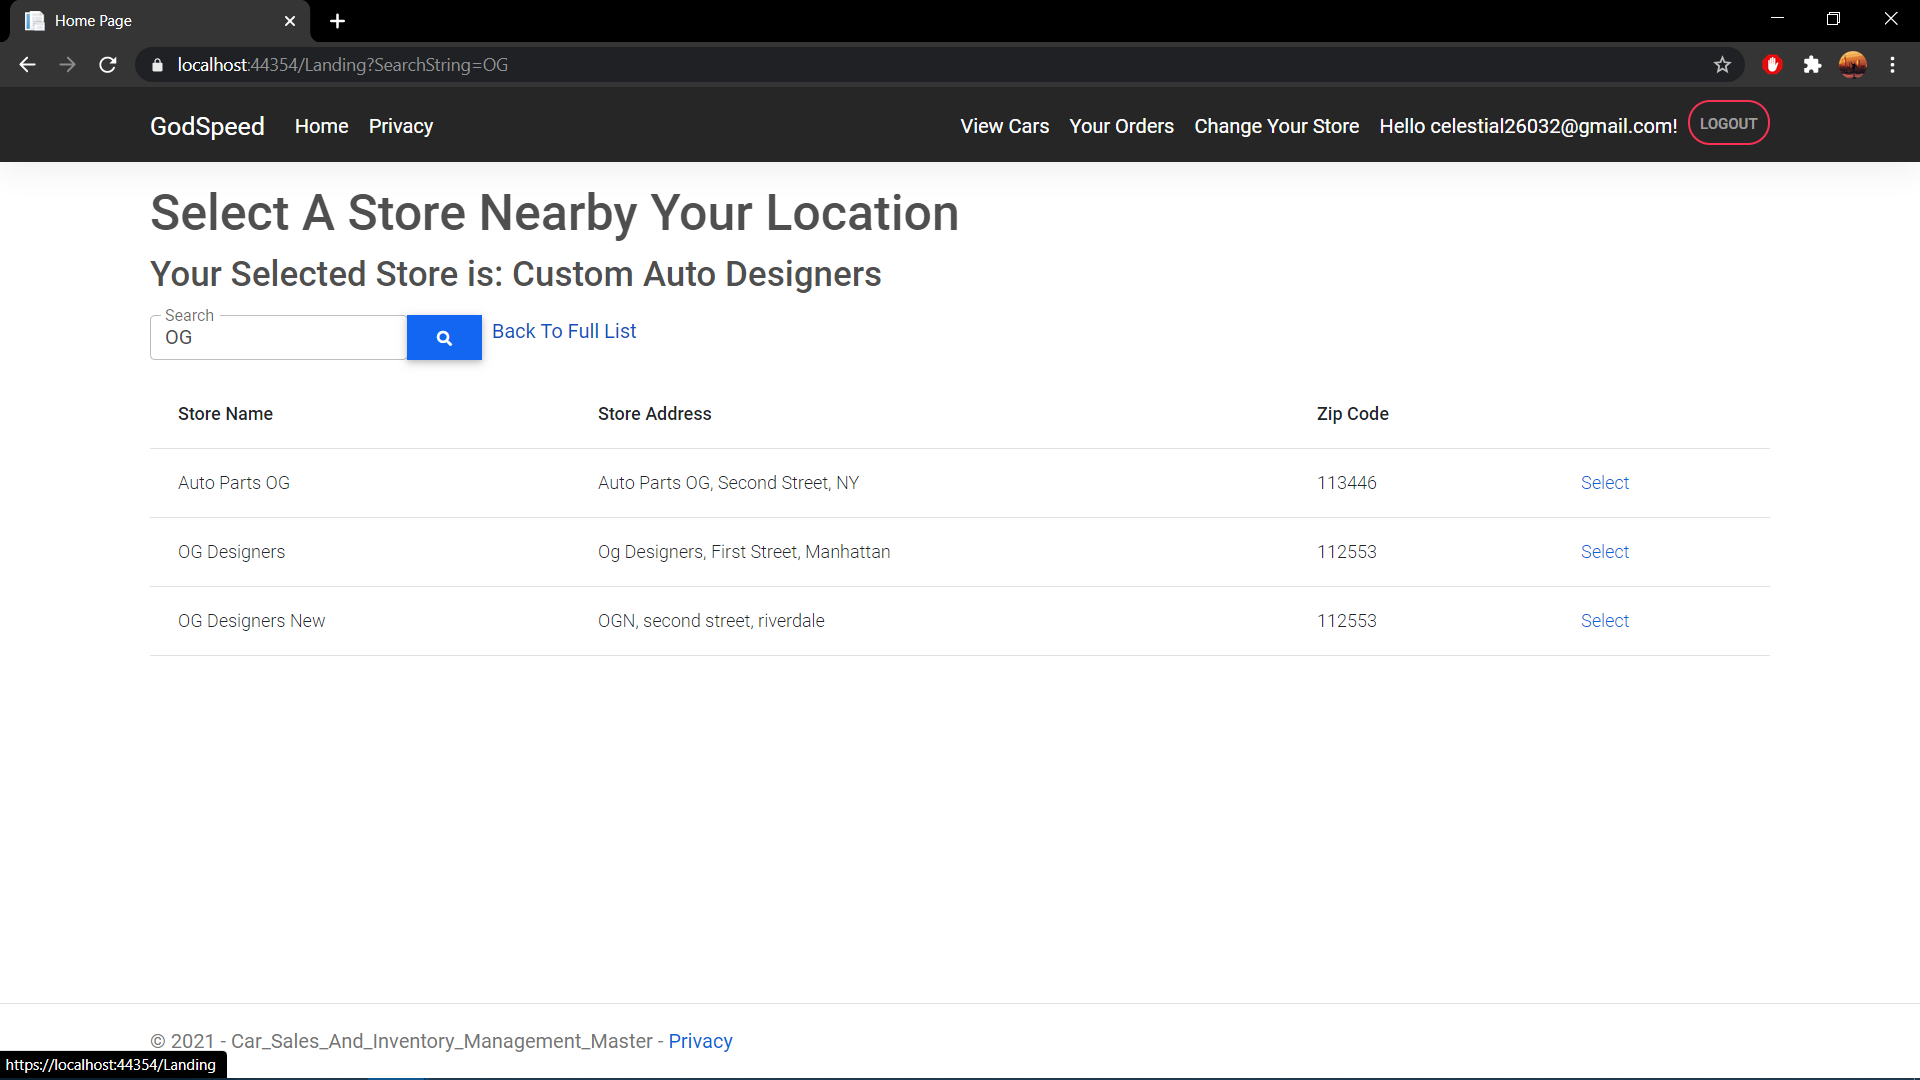 Home Page
localhost:44354/Landing?SearchString=OG
GodSpeed Home Privacy View Cars Your Orders Change Your Store Hello celestial26032@gmail.com! LOGOUT
Select A Store Nearby Your Location
Your Selected Store is: Custom Auto Designers
Search
OG
Back To Full List
Store Name Store Address Zip Code
Auto Parts OG Auto Parts OG, Second Street, NY 113446 Select
OG Designers Og Designers, First Street, Manhattan 112553 Select
OG Designers New OGN, second street, riverdale 112553 Select
© 2021 - Car_Sales_And_Inventory_Management_Master - Privacy
https://localhost:44354/Landing